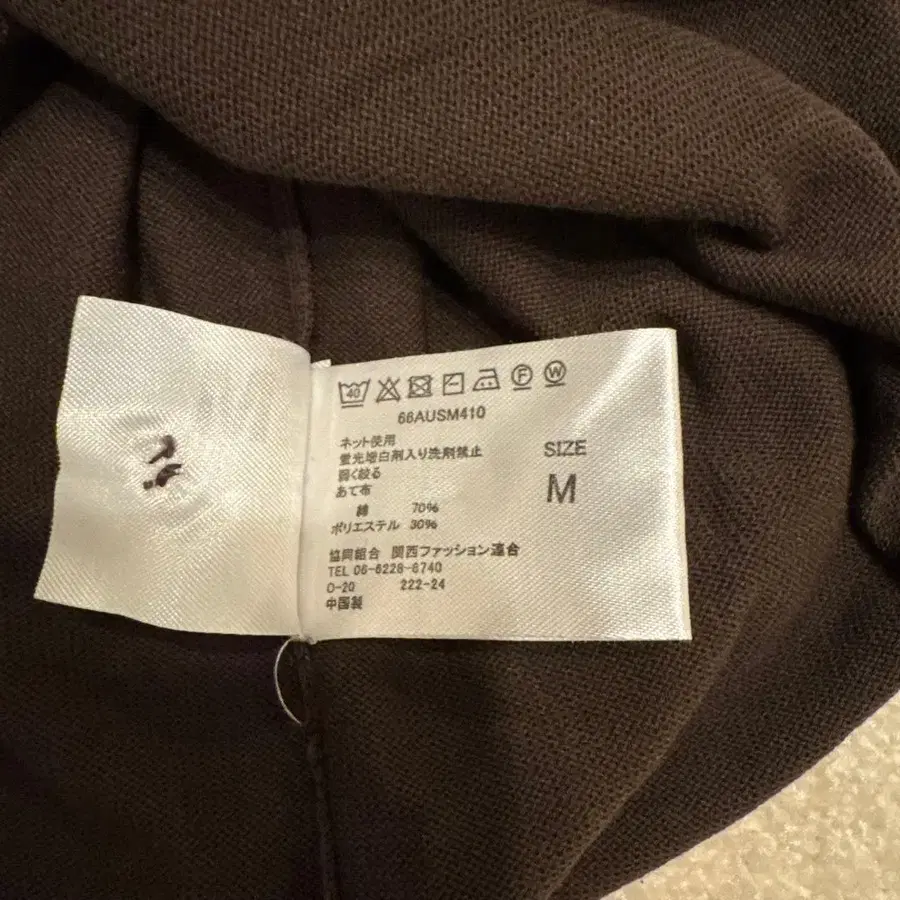 40 F W
66AUSM410
ネット使用
蛍光増白剤入り洗剤禁止
弱く絞る
あて布
綿 70%
ポリエステル 30%
協同組合 関西ファッション連合
TEL 06-6228-6740
O-20 222-24
中国製
SIZE
M